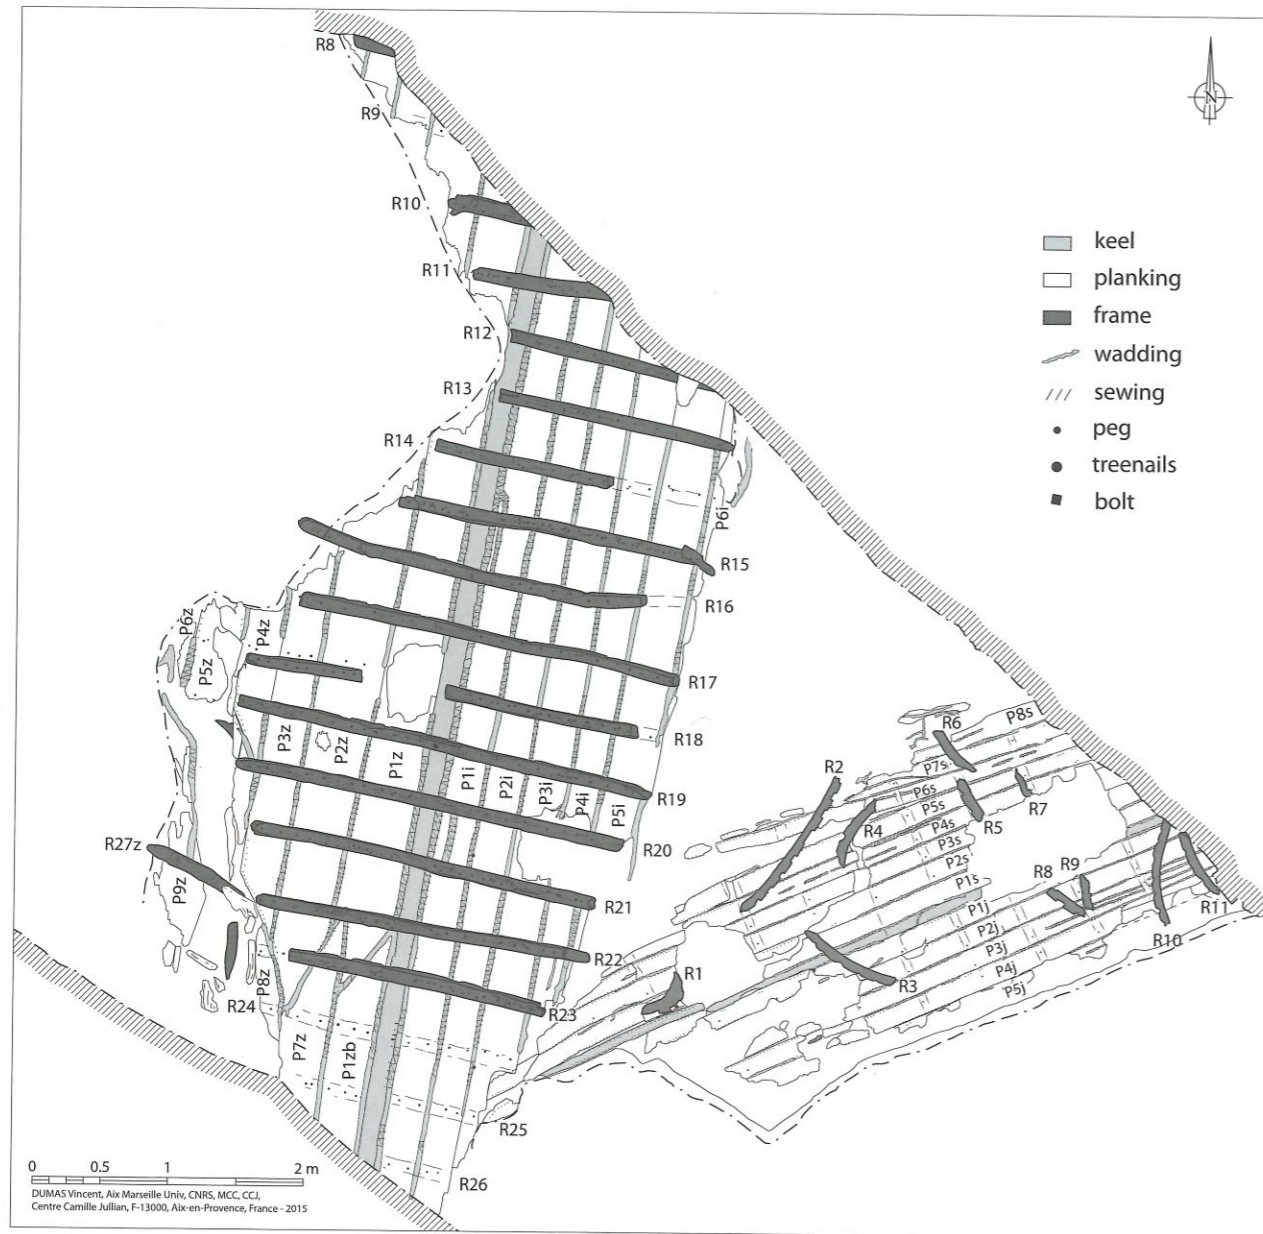 R8
R9
R10
R11
R12
R13
R14
N
keel
planking
frame
wadding
sewing
peg
treenails
bolt
P6i
R15
R16
R17
R18
R19
R20
R21
R22
R23
R24
R25
R26
R27z
P6z
P5z
P4z
P3z
P2z
P1z
P1i
P2i
P3i
P4i
P5i
P9z
P8z
P7z
P1zb
R1
R2
R3
R4
R5
R6
R7
R8
R9
R10
R11
P8s
P7s
P6s
P5s
P4s
P3s
P2s
P1s
P1j
P2j
P3j
P4j
P5j
0 0.5 1 2 m
DUMAS Vincent, Aix Marseille Univ, CNRS, MCC, CCJ,
Centre Camille Jullian, F-13000, Aix-en-Provence, France - 2015